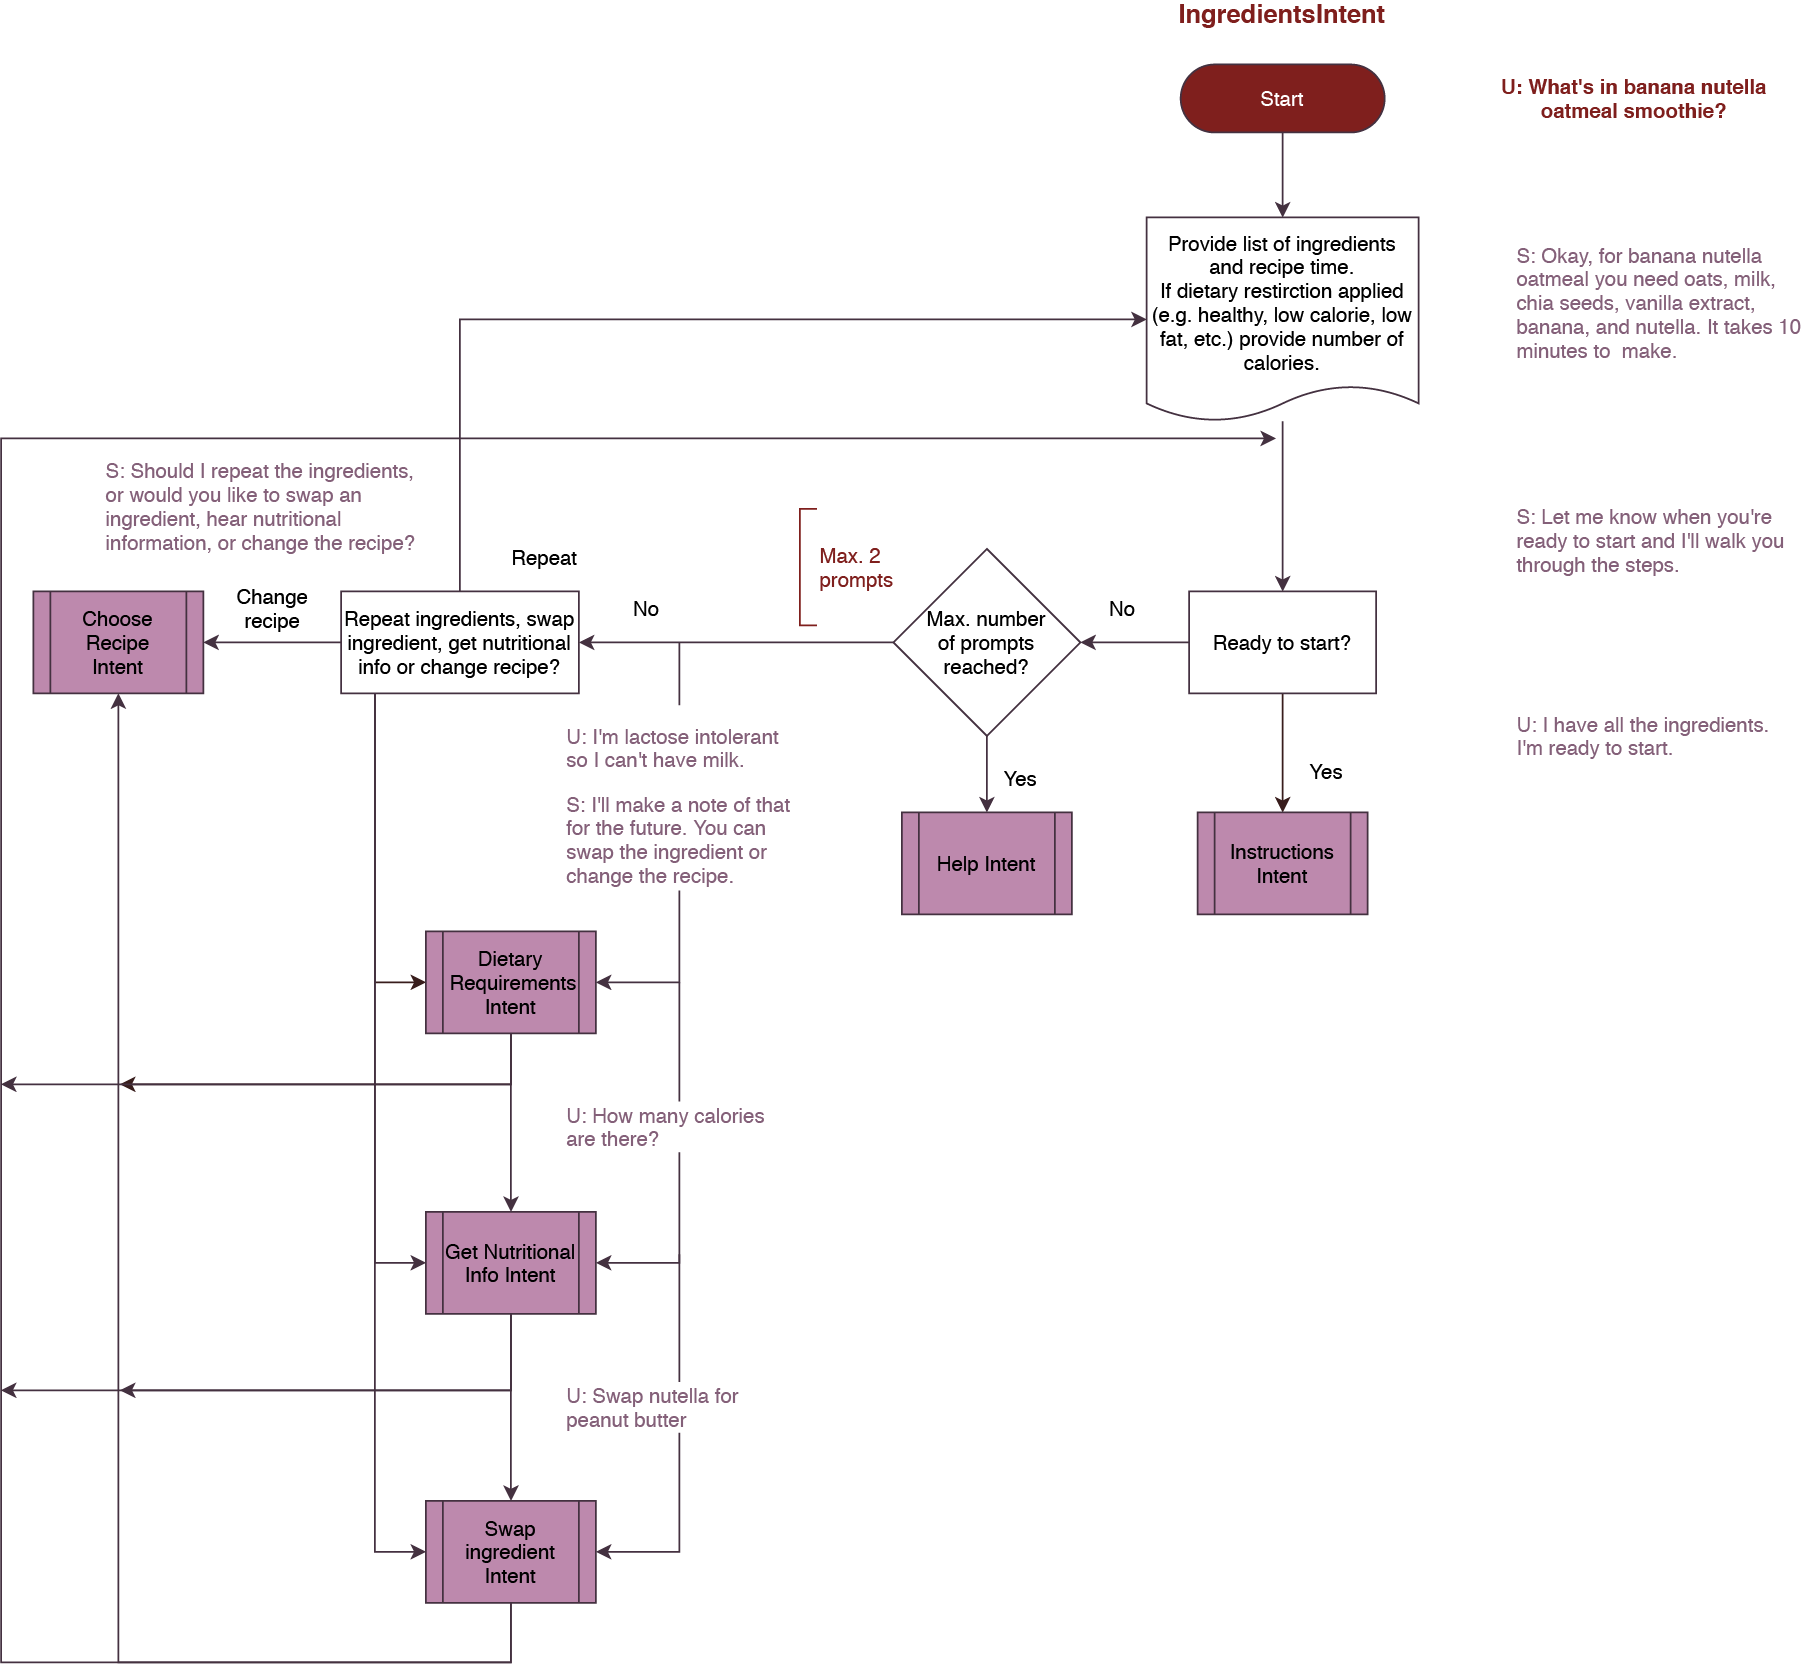 IngredientsIntent
Start
U: What's in banana nutella
oatmeal smoothie?
Provide list of ingredients
and recipe time.
If dietary restirction applied
(e.g. healthy, low calorie, low
fat, etc.) provide number of
calories.
S: Okay, for banana nutella
oatmeal you need oats, milk,
chia seeds, vanilla extract,
banana, and nutella. It takes 10
minutes to make.
S: Should I repeat the ingredients,
or would you like to swap an
ingredient, hear nutritional
information, or change the recipe?
Repeat
Max. 2
prompts
S: Let me know when you're
ready to start and I'll walk you
through the steps.
Choose
Recipe
Intent
Change
recipe
Repeat ingredients, swap
ingredient, get nutritional
info or change recipe?
No
Max. number
of prompts
reached?
No
Ready to start?
U: I have all the ingredients.
I'm ready to start.
U: I'm lactose intolerant
so I can't have milk.
S: I'll make a note of that
for the future. You can
swap the ingredient or
change the recipe.
Yes
Yes
Help Intent
Instructions
Intent
Dietary
Requirements
Intent
U: How many calories
are there?
Get Nutritional
Info Intent
U: Swap nutella for
peanut butter
Swap
ingredient
Intent